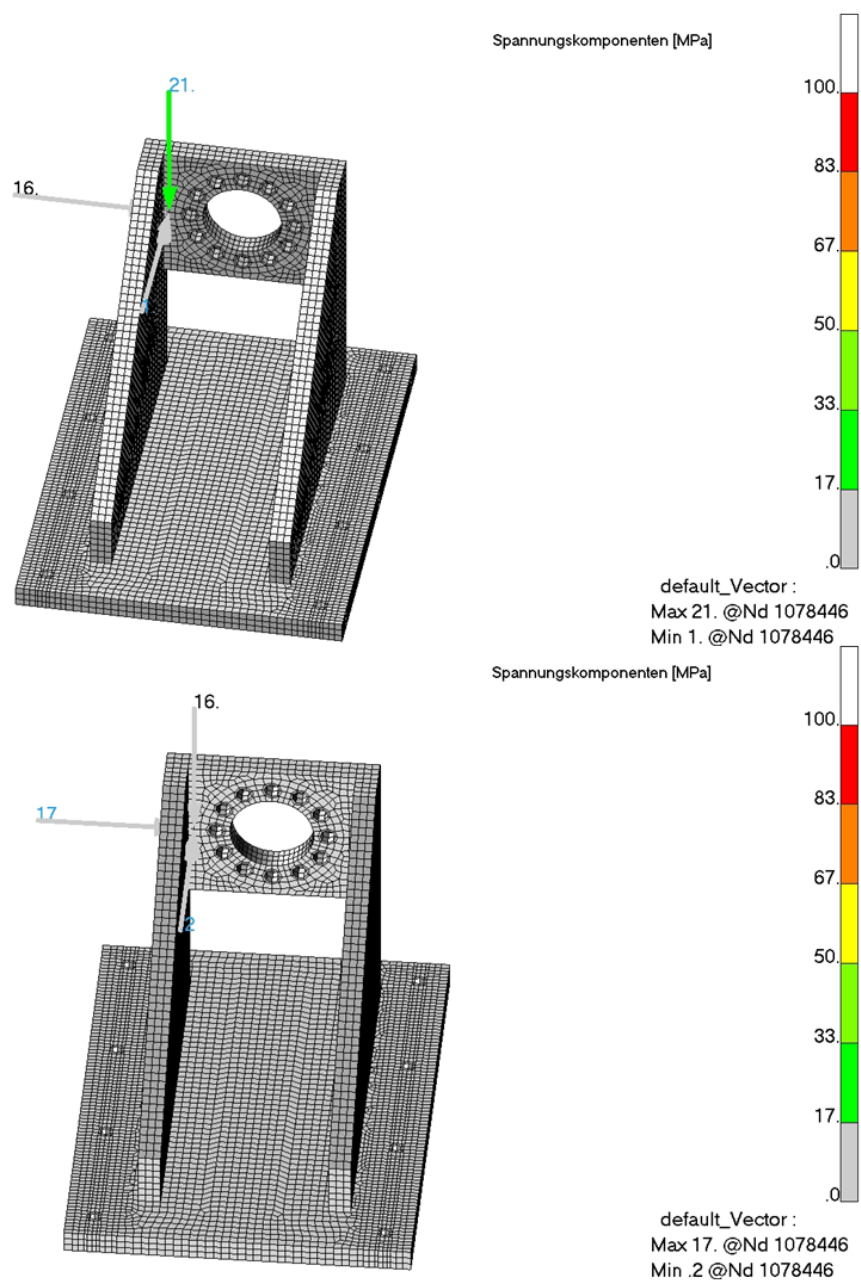 Spannungskomponenten [MPa]
21.
100.
83.
16.
67.
50.
1.
33.
17.
.0
default_Vector :
Max 21. @Nd 1078446
Min 1. @Nd 1078446
Spannungskomponenten [MPa]
16.
100.
83.
17
67.
.2
50.
33.
17.
.0
default_Vector :
Max 17. @Nd 1078446
Min .2 @Nd 1078446